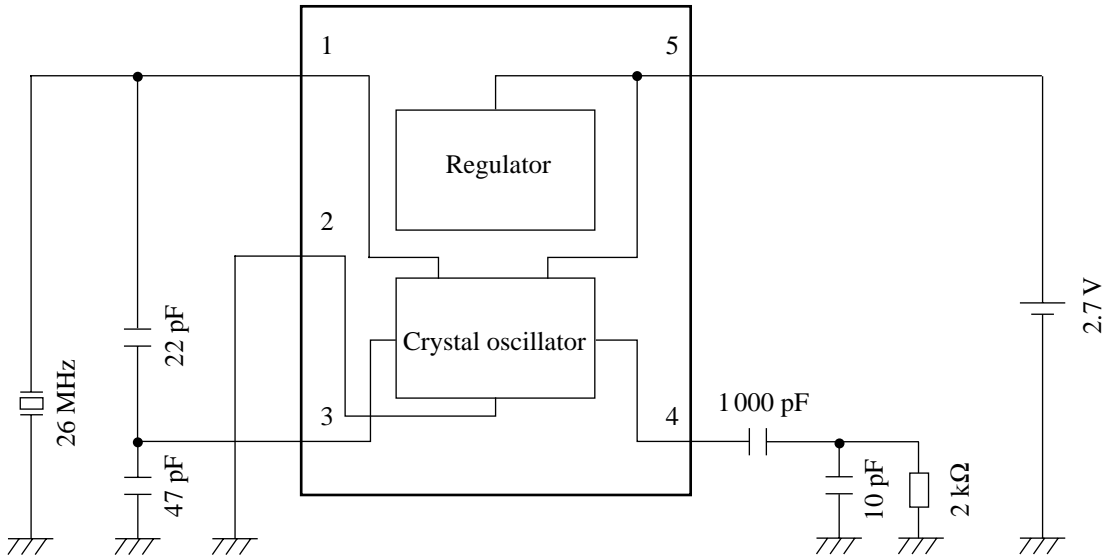 1
5
Regulator
2
22 pF
Crystal oscillator
2.7 V
26 MHz
3
4
1 000 pF
47 pF
10 pF
2 kΩ